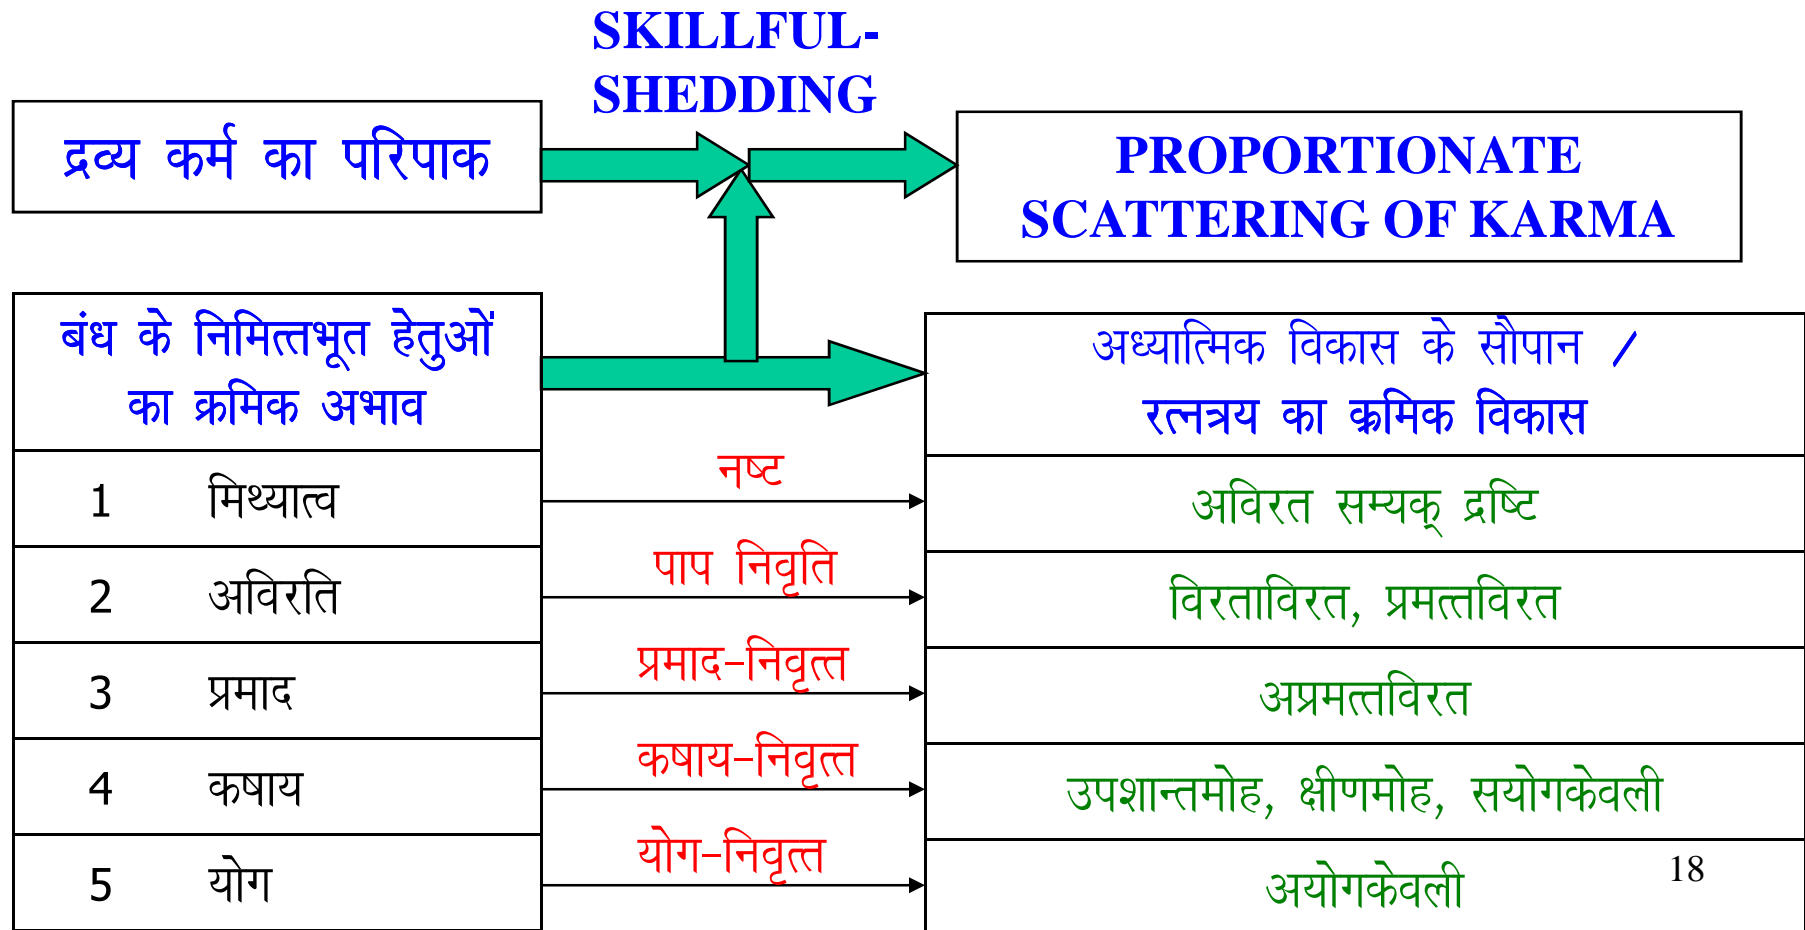 SKILLFUL-
SHEDDING
द्रव्य कर्म का परिपाक
PROPORTIONATE
SCATTERING OF KARMA
बंध के निमित्तभूत हेतुओं
का क्रमिक अभाव
अध्यात्मिक विकास के सौपान /
रत्नत्रय का क्रमिक विकास
1 मिथ्यात्व
नष्ट
अविरत सम्यक् द्रष्टि
2 अविरति
पाप निवृति
विरताविरत, प्रमत्तविरत
3 प्रमाद
प्रमाद-निवृत्त
अप्रमत्तविरत
4 कषाय
कषाय-निवृत्त
उपशान्तमोह, क्षीणमोह, सयोगकेवली
5 योग
योग-निवृत्त
अयोगकेवली
18